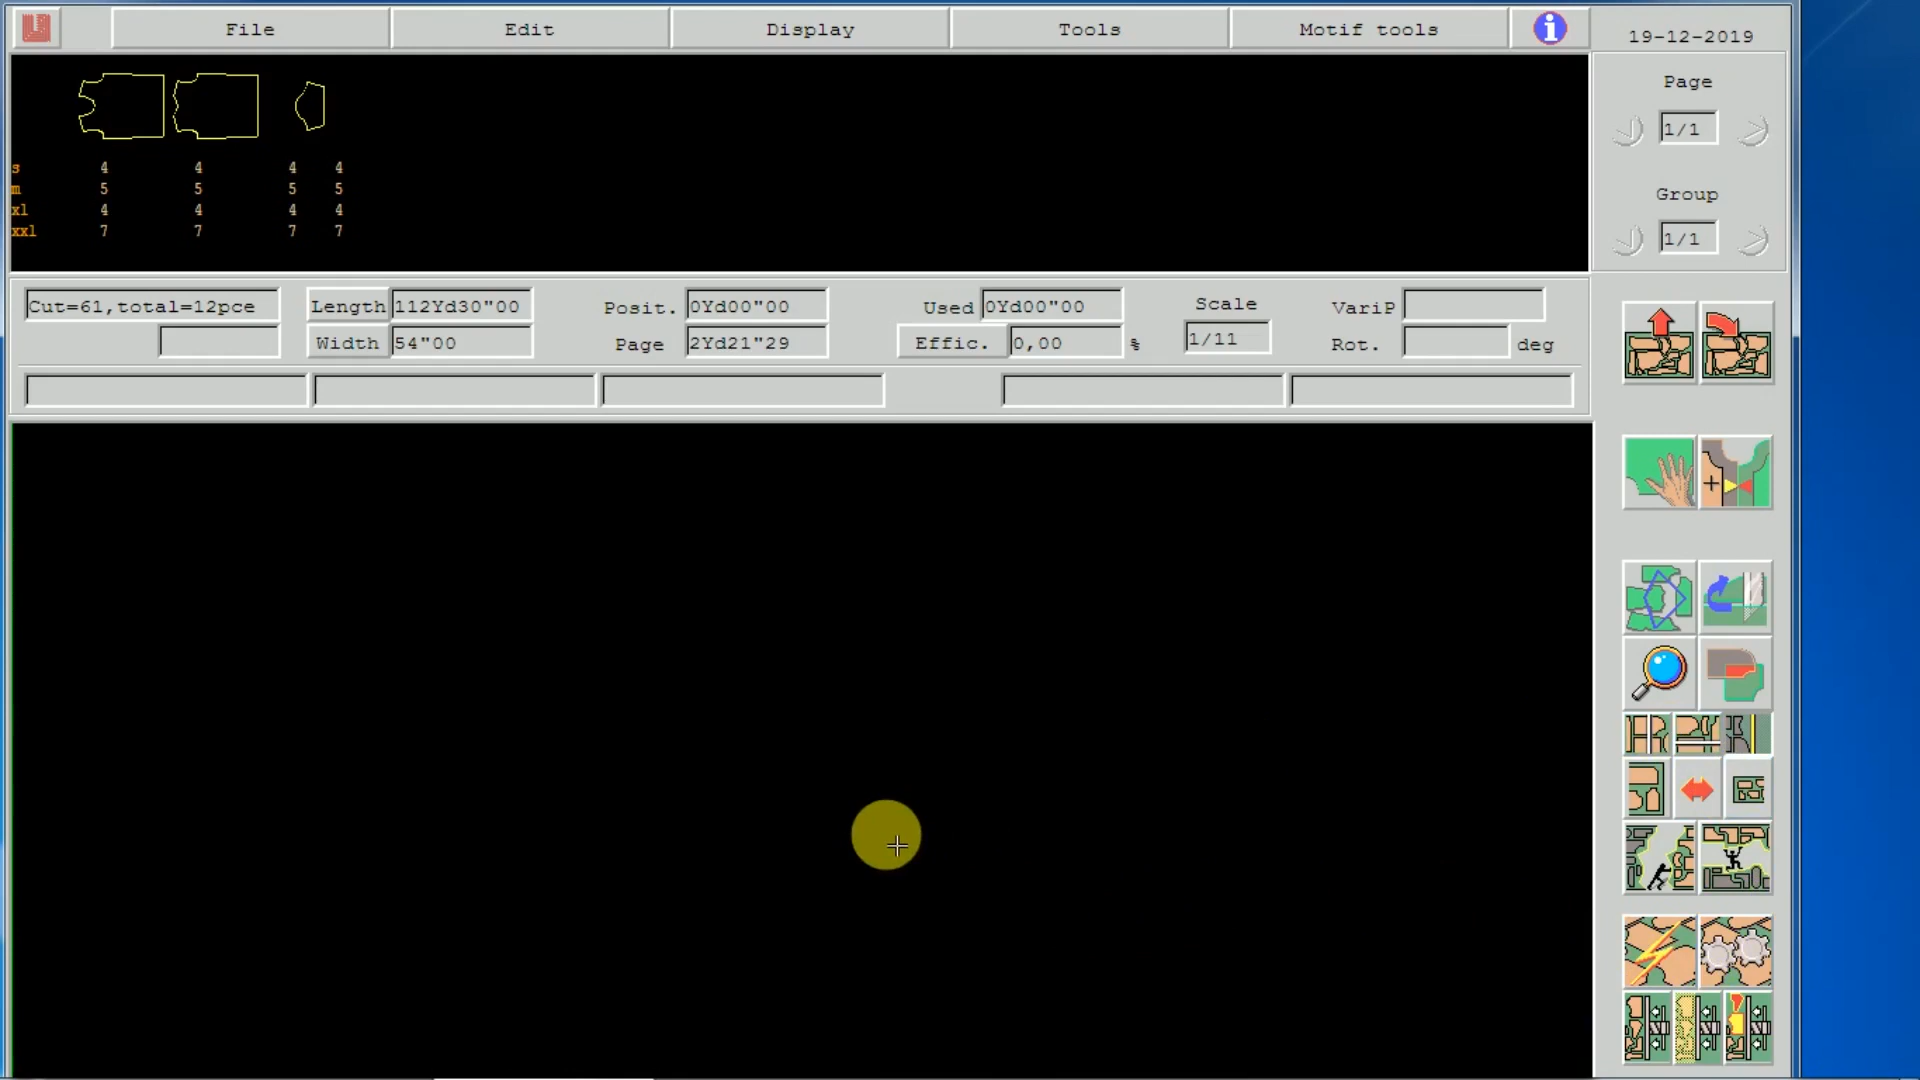 File Edit Display Tools Motif tools 19-12-2019
Page
1/1
Group
1/1
s 4 4 4 4
m 5 5 5 5
xl 4 4 4 4
xxl 7 7 7 7
Cut=61,total=12pce Length 112Yd30"00 Posit. 0Yd00"00 Used 0Yd00"00 Scale VariP
Width 54"00 Page 2Yd21"29 Effic. 0,00 % 1/11 Rot. deg